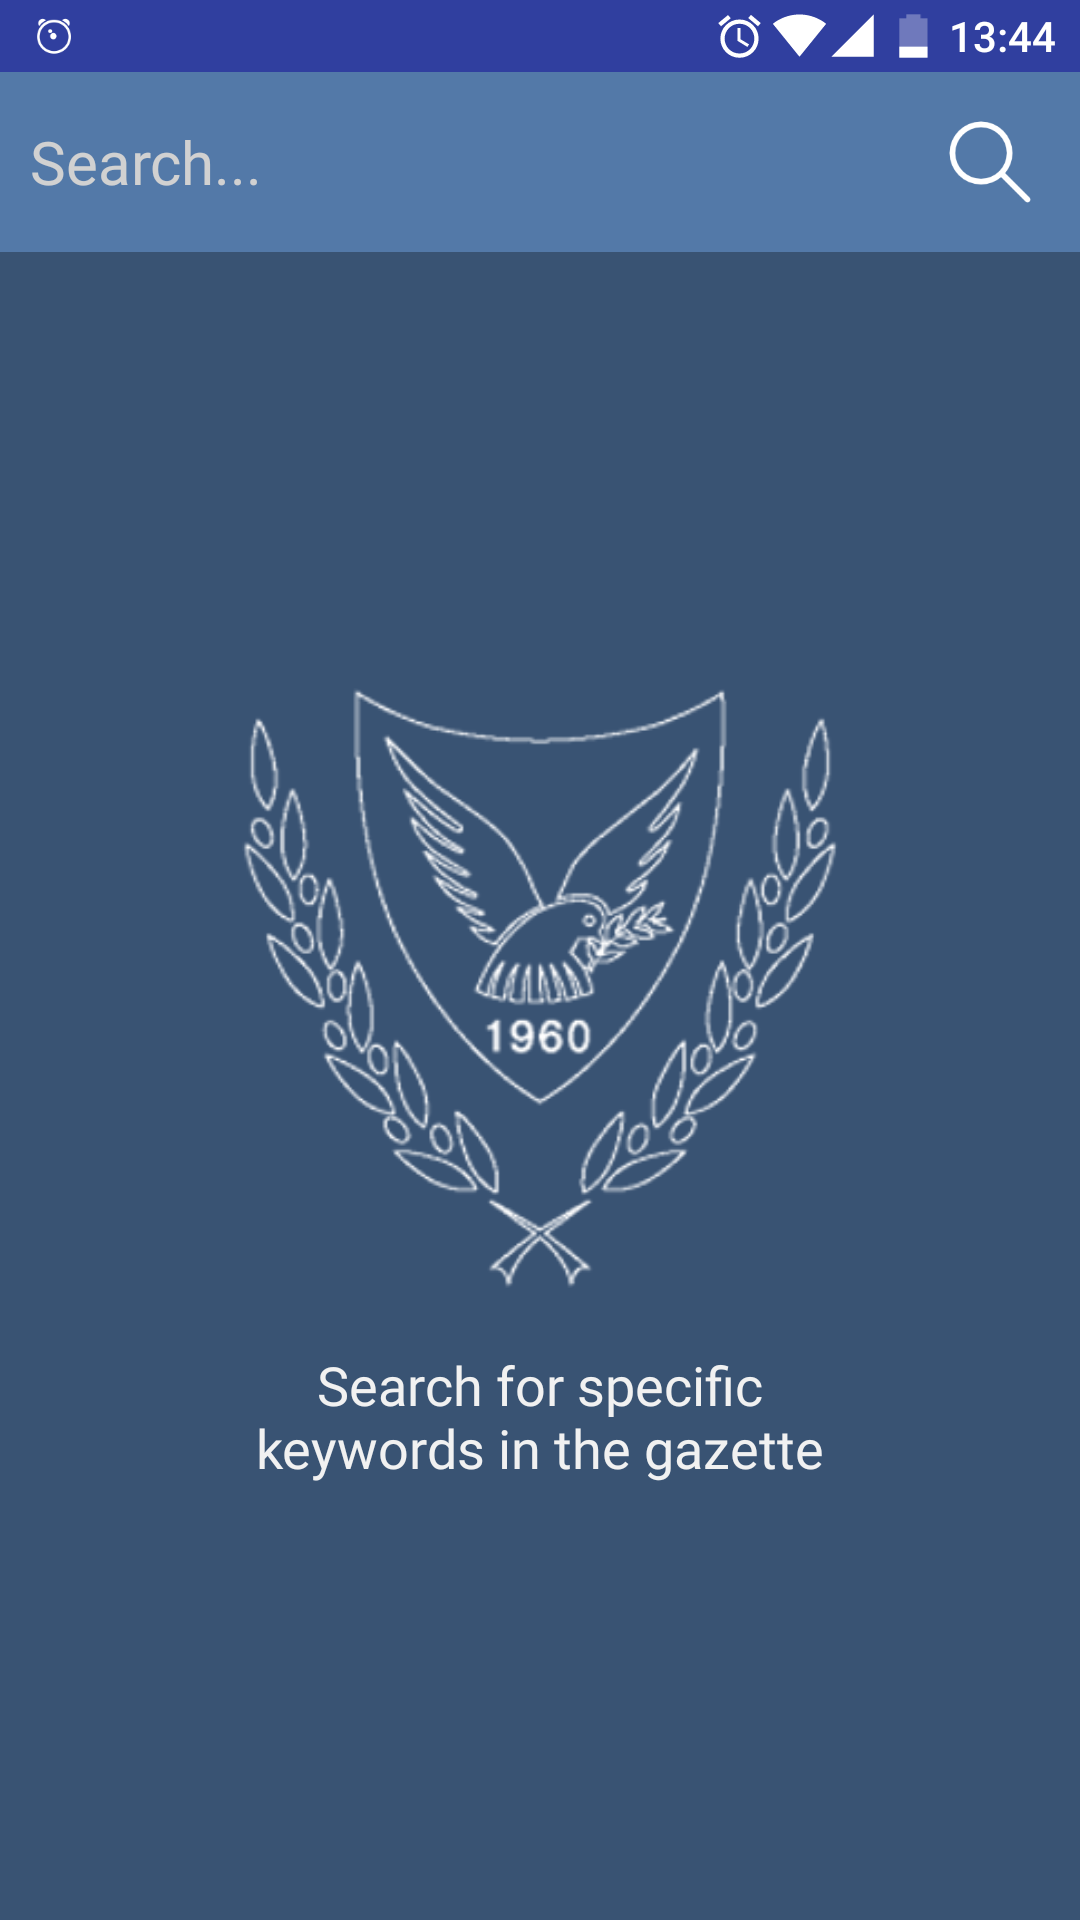 13:44
Search...
1960
Search for specific
keywords in the gazette